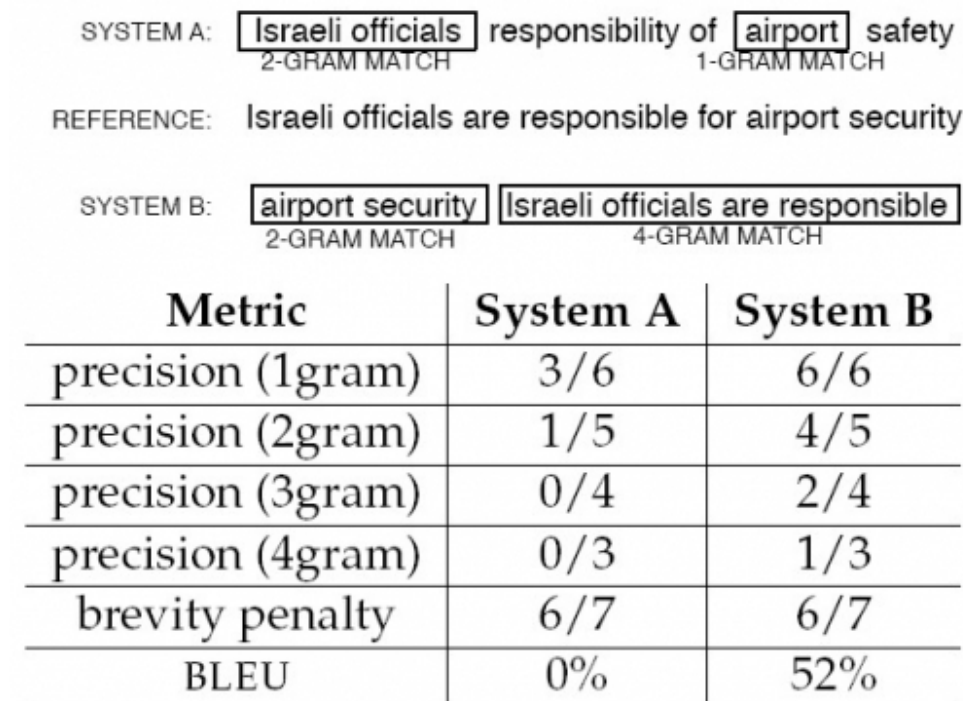 SYSTEM A: Israeli officials responsibility of airport safety
2-GRAM MATCH 1-GRAM MATCH
REFERENCE: Israeli officials are responsible for airport security
SYSTEM B: airport security Israeli officials are responsible
2-GRAM MATCH 4-GRAM MATCH
Metric System A System B
precision (1gram) 3/6 6/6
precision (2gram) 1/5 4/5
precision (3gram) 0/4 2/4
precision (4gram) 0/3 1/3
brevity penalty 6/7 6/7
BLEU 0% 52%